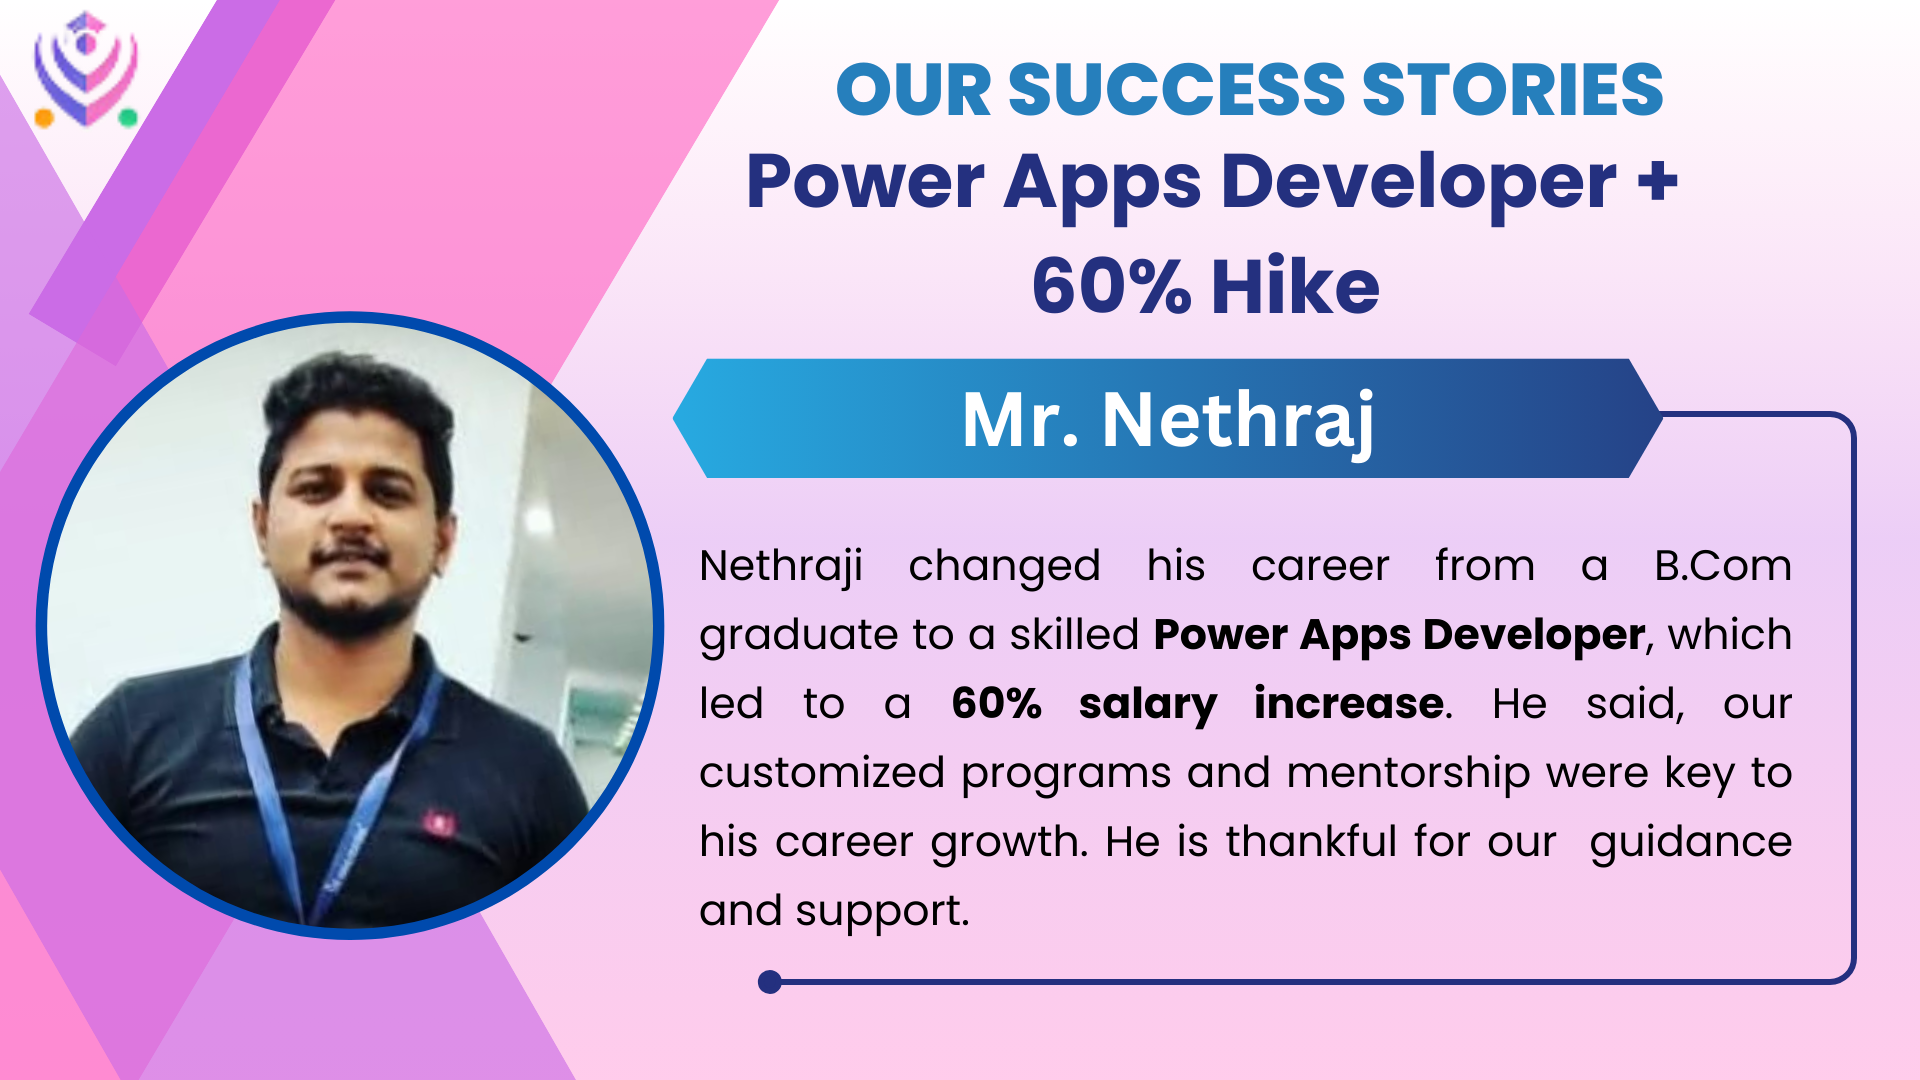 OUR SUCCESS STORIES
Power Apps Developer +
60% Hike
Mr. Nethraj
Nethraji changed his career from a B.Com
graduate to a skilled Power Apps Developer, which
led to a 60% salary increase. He said, our
customized programs and mentorship were key to
his career growth. He is thankful for our guidance
and support.